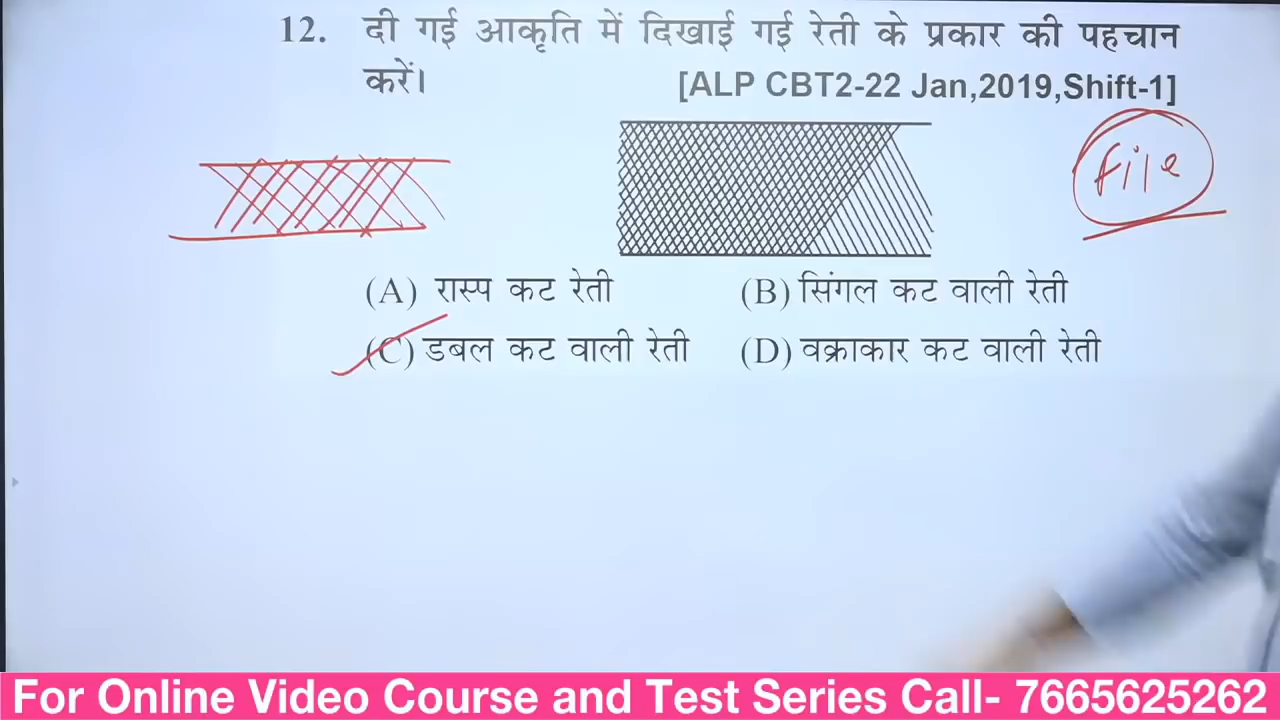 12. दी गई आकृति में दिखाई गई रेती के प्रकार की पहचान
करें। [ALP CBT2-22 Jan,2019,Shift-1]
file
(A) रास्प कट रेती (B) सिंगल कट वाली रेती
(C) डबल कट वाली रेती (D) वक्राकार कट वाली रेती
For Online Video Course and Test Series Call- 7665625262